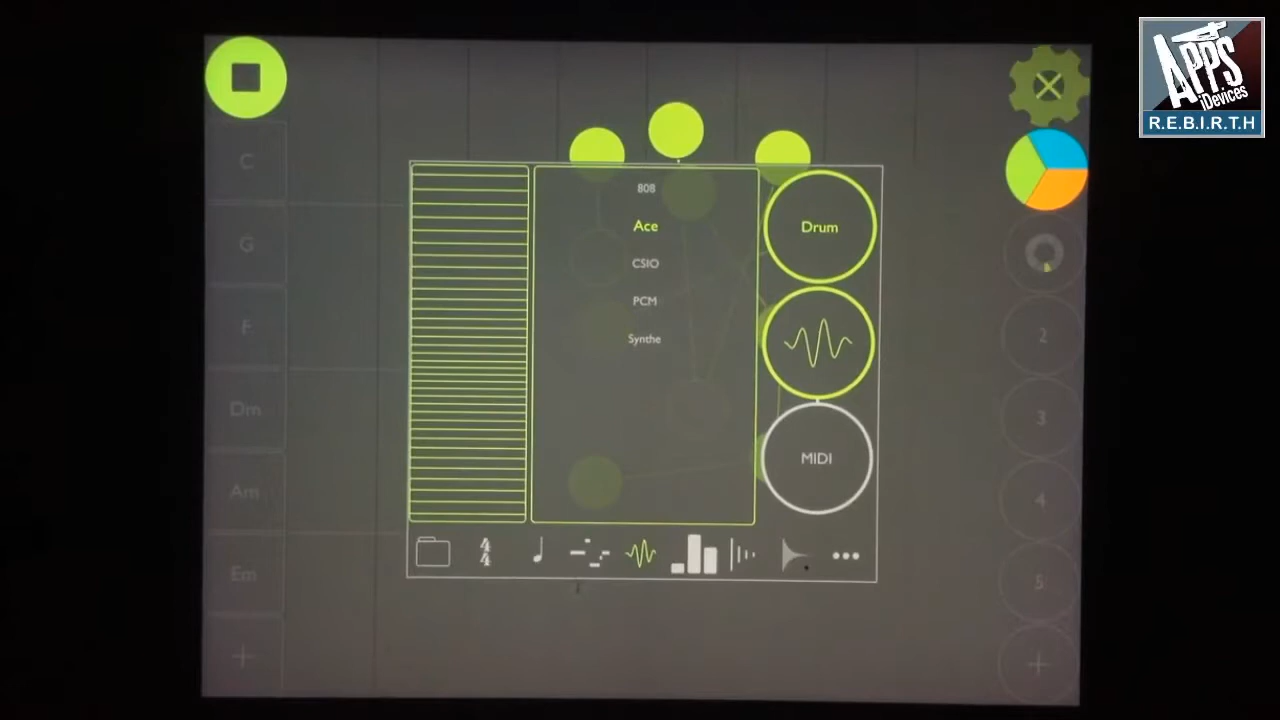 APPS
iDevices
R.E.B.I.R.T.H
C
G
F
Dm
Am
Em
+
808
Ace
CSIO
PCM
Synthe
Drum
MIDI
4
4
2
3
4
5
+